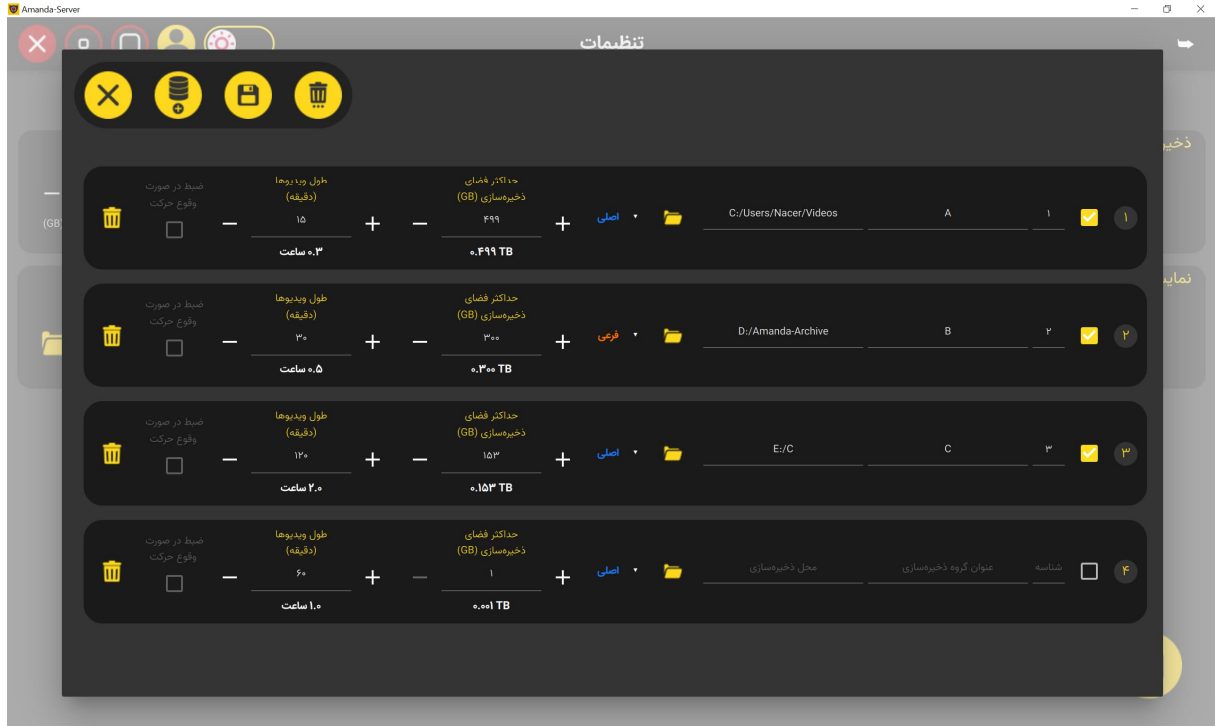 Amanda-Server
تنظیمات
ذخیر
(GB)
نمایش
۱
۱
A
C:/Users/Nacer/Videos
اصلی
حداکثر فضای
ذخیره‌سازی (GB)
۴۹۹
۰.۴۹۹ TB
طول ویدیوها
(دقیقه)
۱۵
۰.۳ ساعت
ضبط در صورت
وقوع حرکت
۲
۲
B
D:/Amanda-Archive
فرعی
حداکثر فضای
ذخیره‌سازی (GB)
۳۰۰
۰.۳۰۰ TB
طول ویدیوها
(دقیقه)
۳۰
۰.۵ ساعت
ضبط در صورت
وقوع حرکت
۳
۳
C
E:/C
اصلی
حداکثر فضای
ذخیره‌سازی (GB)
۱۵۳
۰.۱۵۳ TB
طول ویدیوها
(دقیقه)
۱۲۰
۲.۰ ساعت
ضبط در صورت
وقوع حرکت
۴
شناسه
عنوان گروه ذخیره‌سازی
محل ذخیره‌سازی
اصلی
حداکثر فضای
ذخیره‌سازی (GB)
۱
۰.۰۰۱ TB
طول ویدیوها
(دقیقه)
۶۰
۱.۰ ساعت
ضبط در صورت
وقوع حرکت